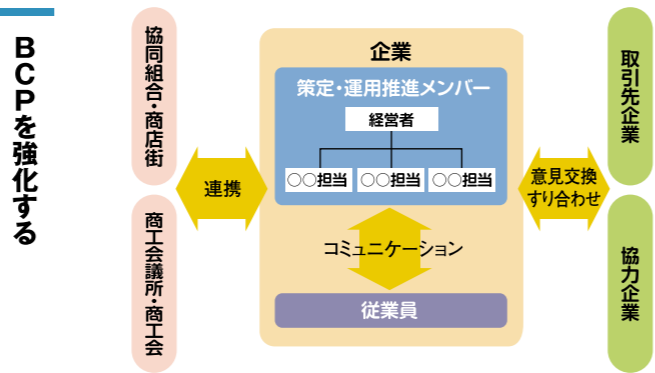 BCPを強化する
協同組合・商店街
商工会議所・商工会
連携
企業
策定・運用推進メンバー
経営者
○○担当
○○担当
○○担当
コミュニケーション
従業員
意見交換
すり合わせ
取引先企業
協力企業